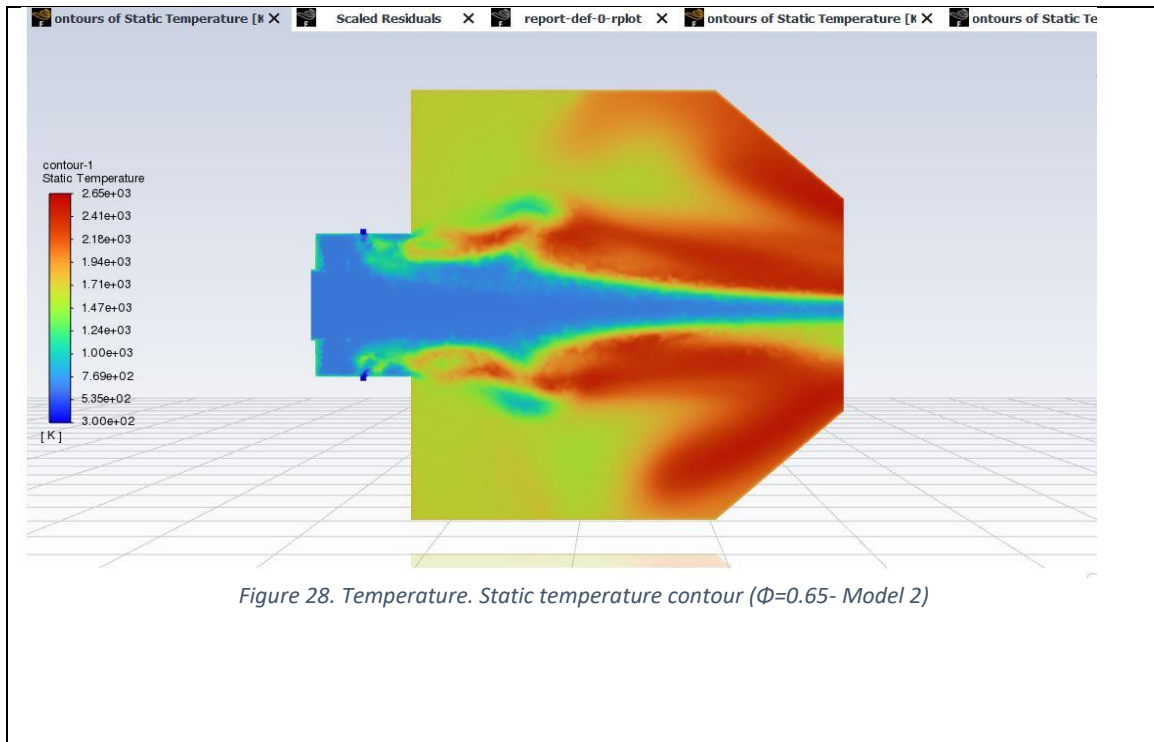 ontours of Static Temperature [K X
Scaled Residuals X
report-def-0-rplot X
ontours of Static Temperature [K X
ontours of Static Te
contour-1
Static Temperature
2.65e+03
2.41e+03
2.18e+03
1.94e+03
1.71e+03
1.47e+03
1.24e+03
1.00e+03
7.69e+02
5.35e+02
3.00e+02
[ K ]
Figure 28. Temperature. Static temperature contour (Φ=0.65- Model 2)